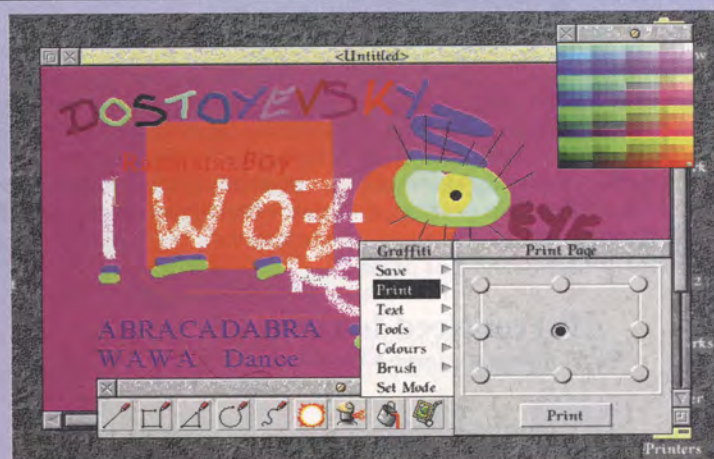 <Untitled>
DOSTOYEVSKY
BOY
I WOZ
EYE
Graffiti
Save
Print
Text
Tools
Colours
Brush
Set Mode
Print Page
Print
ABRACADABRA
WAWA Dance
Printers